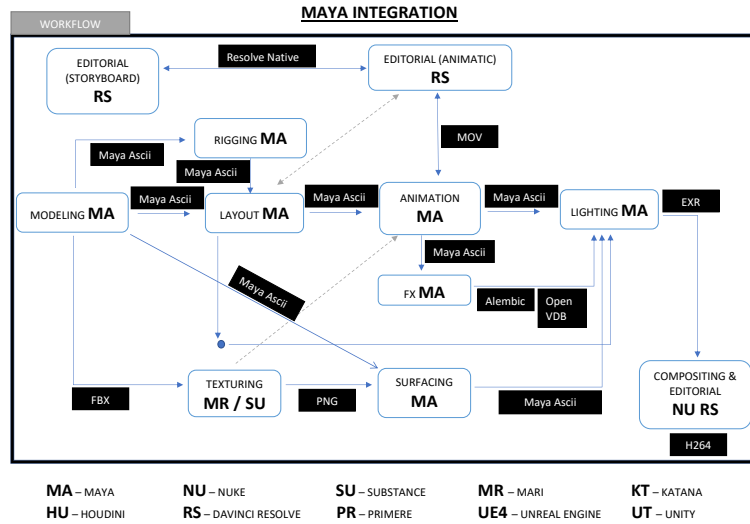 MAYA INTEGRATION
WORKFLOW
EDITORIAL
(STORYBOARD)
RS
Resolve Native
EDITORIAL (ANIMATIC)
RS
RIGGING MA
MOV
Maya Ascii
Maya Ascii
MODELING MA
Maya Ascii
LAYOUT MA
Maya Ascii
ANIMATION
MA
Maya Ascii
LIGHTING MA
EXR
Maya Ascii
Maya Ascii
FX MA
Alembic
Open
VDB
FBX
TEXTURING
MR / SU
PNG
SURFACING
MA
Maya Ascii
COMPOSITING &
EDITORIAL
NU RS
H264
MA – MAYA NU – NUKE SU – SUBSTANCE MR – MARI KT – KATANA
HU – HOUDINI RS – DAVINCI RESOLVE PR – PRIMERE UE4 – UNREAL ENGINE UT – UNITY